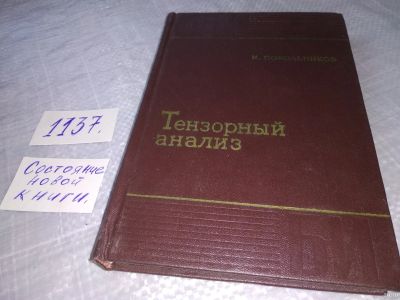 И. СОКОЛЬНИКОВ
Тензорный
анализ
1137.
Состояние
новой
книги.